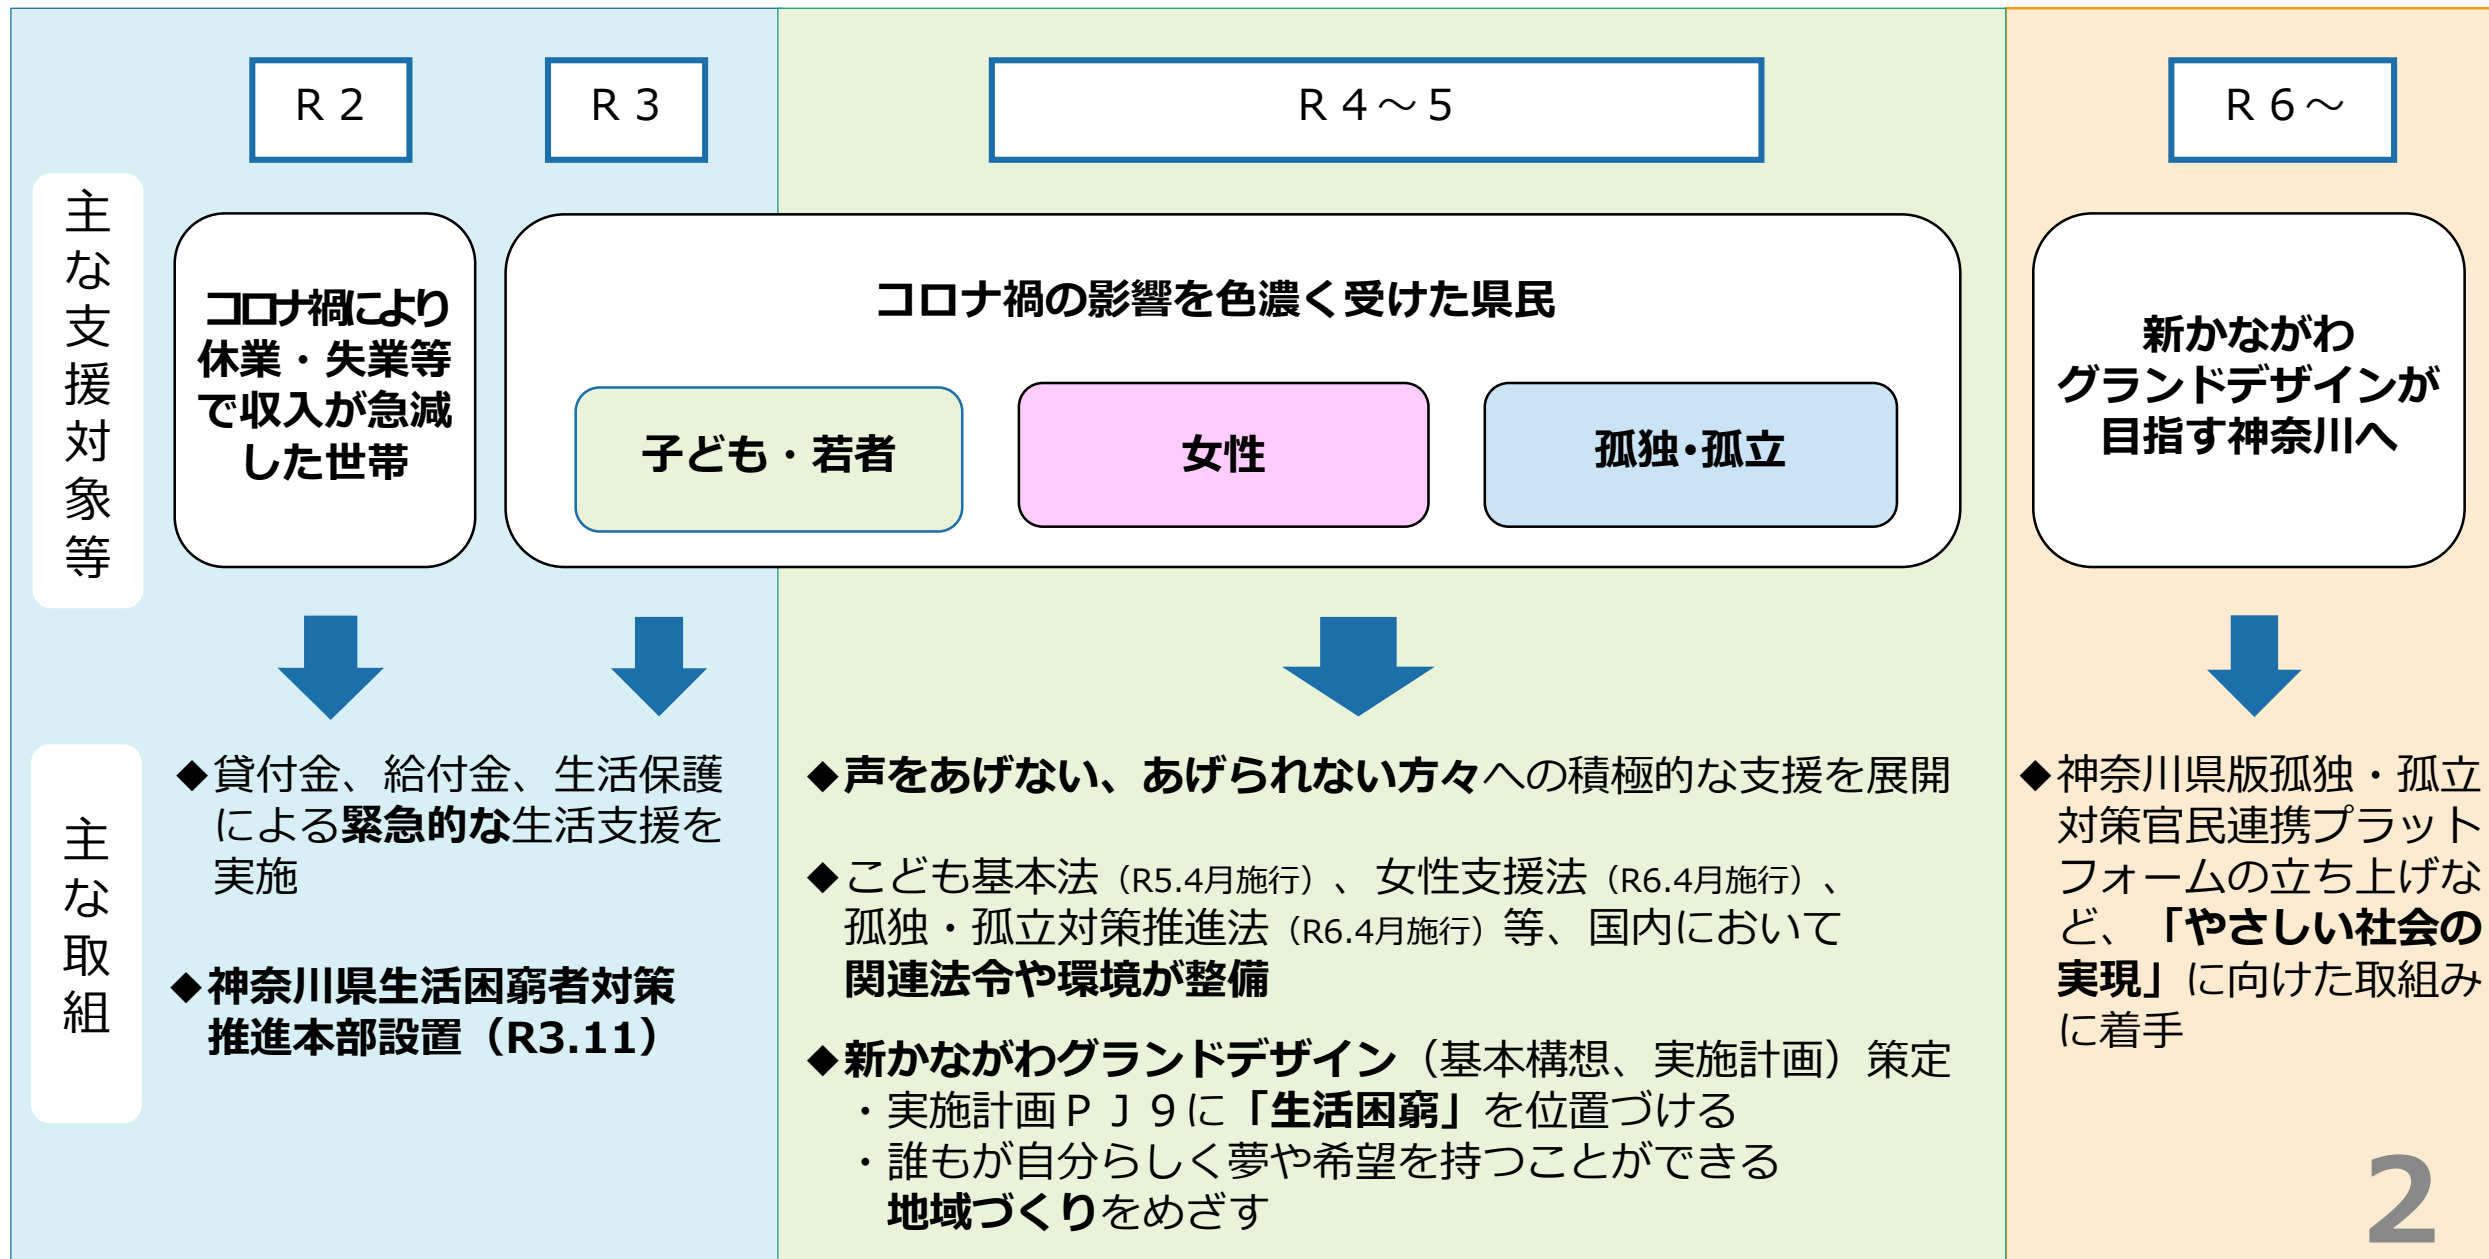 R 2
R 3
R 4～5
R 6～
主な支援対象等
コロナ禍により
休業・失業等
で収入が急減
した世帯
コロナ禍の影響を色濃く受けた県民
子ども・若者
女性
孤独・孤立
新かながわ
グランドデザインが
目指す神奈川へ
主な取組
◆貸付金、給付金、生活保護
による緊急的な生活支援を
実施
◆神奈川県生活困窮者対策
推進本部設置（R3.11）
◆声をあげない、あげられない方々への積極的な支援を展開
◆こども基本法（R5.4月施行）、女性支援法（R6.4月施行）、
孤独・孤立対策推進法（R6.4月施行）等、国内において
関連法令や環境が整備
◆新かながわグランドデザイン（基本構想、実施計画）策定
・実施計画ＰＪ９に「生活困窮」を位置づける
・誰もが自分らしく夢や希望を持つことができる
地域づくりをめざす
◆神奈川県版孤独・孤立
対策官民連携プラット
フォームの立ち上げな
ど、「やさしい社会の
実現」に向けた取組み
に着手
2